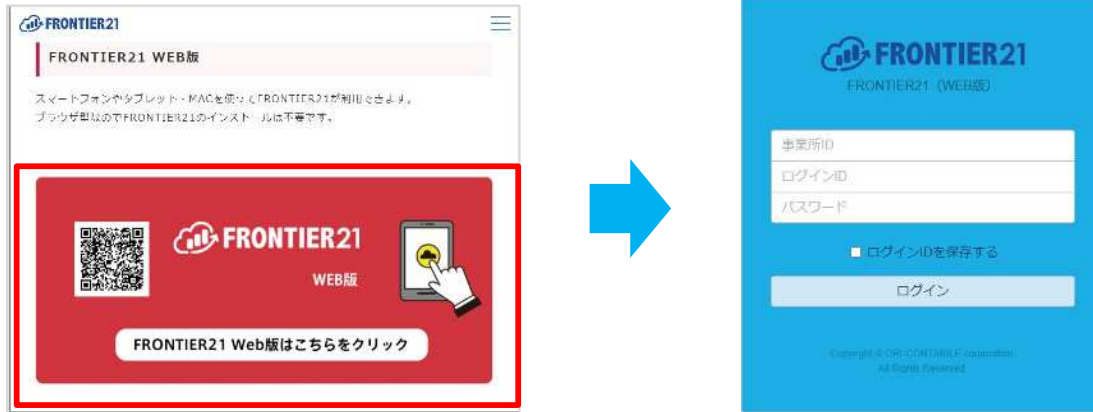 FRONTIER21
FRONTIER21 WEB版
スマートフォンやタブレット・MACを使ってFRONTIER21が利用できます。
ブラウザ型なのでFRONTIER21のインストールは不要です。
FRONTIER21
WEB版
FRONTIER21 Web版はこちらをクリック
FRONTIER21
FRONTIER21 (WEB版)
事業所ID
ログインID
パスワード
ログインIDを保存する
ログイン
Copyright ©
All Rights Reserved